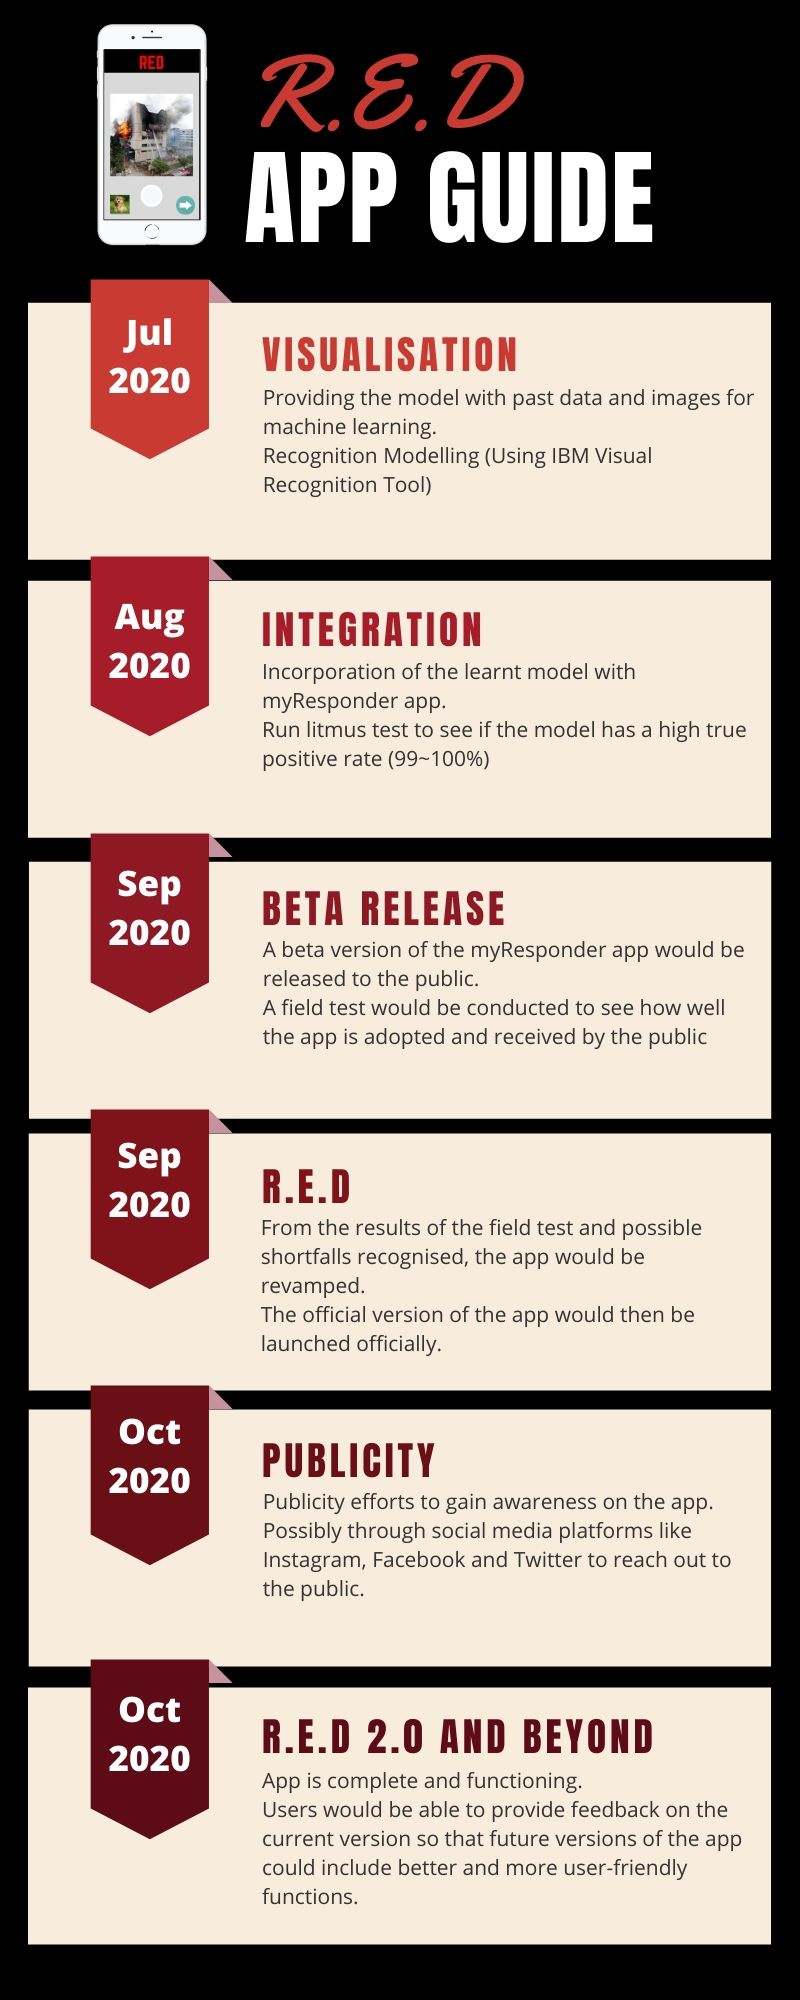 RED
R.E.D
APP GUIDE
Jul
2020
VISUALISATION
Providing the model with past data and images for
machine learning.
Recognition Modelling (Using IBM Visual
Recognition Tool)
Aug
2020
INTEGRATION
Incorporation of the learnt model with
myResponder app.
Run litmus test to see if the model has a high true
positive rate (99~100%)
Sep
2020
BETA RELEASE
A beta version of the myResponder app would be
released to the public.
A field test would be conducted to see how well
the app is adopted and received by the public
Sep
2020
R.E.D
From the results of the field test and possible
shortfalls recognised, the app would be
revamped.
The official version of the app would then be
launched officially.
Oct
2020
PUBLICITY
Publicity efforts to gain awareness on the app.
Possibly through social media platforms like
Instagram, Facebook and Twitter to reach out to
the public.
Oct
2020
R.E.D 2.0 AND BEYOND
App is complete and functioning.
Users would be able to provide feedback on the
current version so that future versions of the app
could include better and more user-friendly
functions.